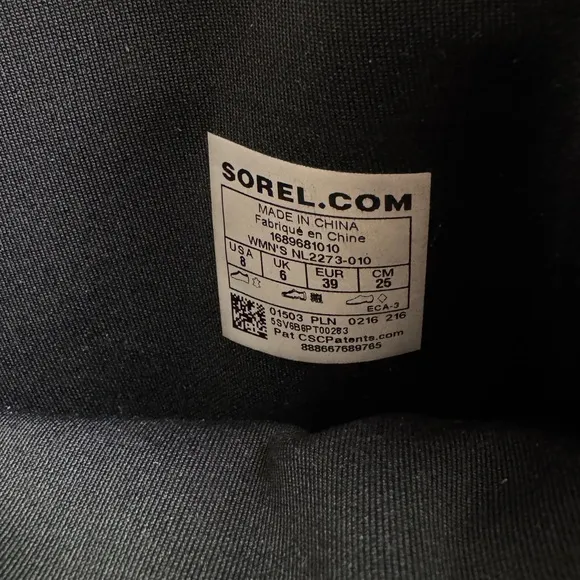 SOREL.COM
MADE IN CHINA
Fabriqué en Chine
1689681010
WMN'S NL2273-010
USA UK EUR CM
8 6 39 25
ECA-3
01503 PLN 0216 216
5SV6B6PT00283
Pat CSCPatents.com
888667689765